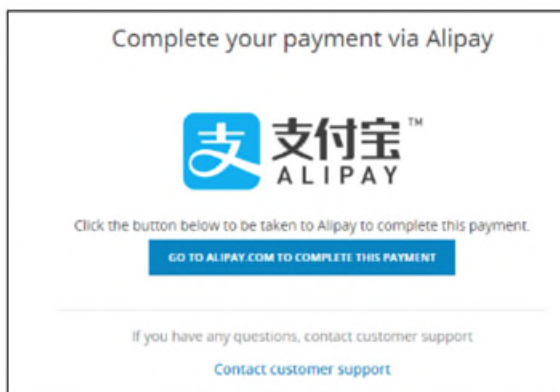 Complete your payment via Alipay
支 支付宝™
ALIPAY
Click the button below to be taken to Alipay to complete this payment.
GO TO ALIPAY.COM TO COMPLETE THIS PAYMENT
If you have any questions, contact customer support
Contact customer support